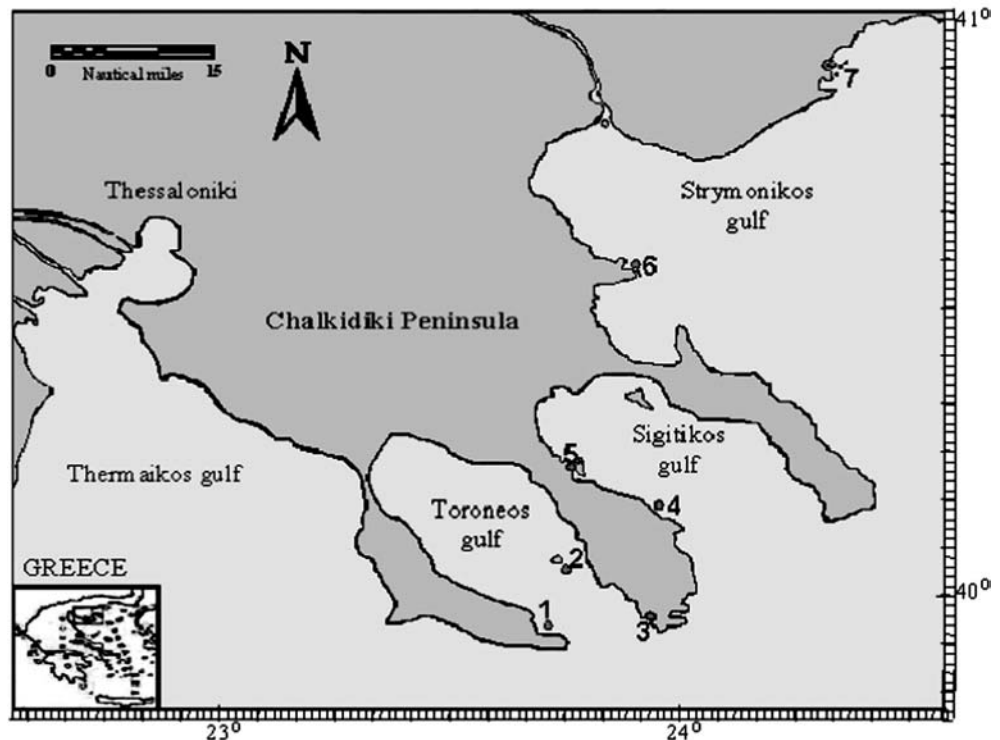 41°
0
15
Nautical miles
N
7
Thessaloniki
Strymonikos
gulf
6
Chalkidiki Peninsula
Sigitikos
gulf
5
Thermaikos gulf
4
Toroneos
gulf
2
GREECE
40°
1
3
23°
24°